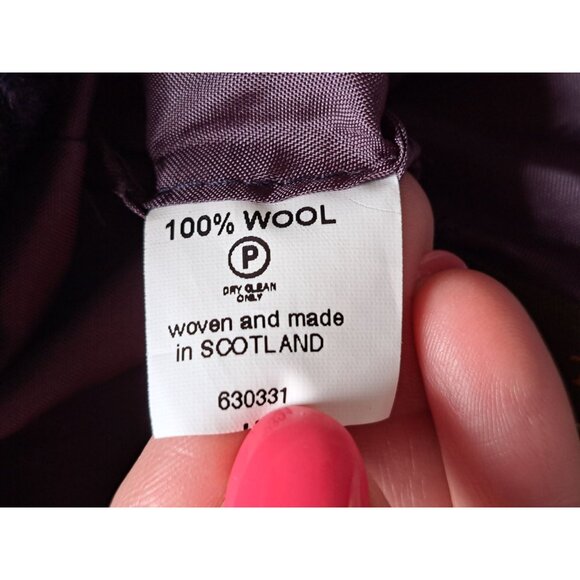 100% WOOL
P
DRY CLEAN
ONLY
woven and made
in SCOTLAND
630331